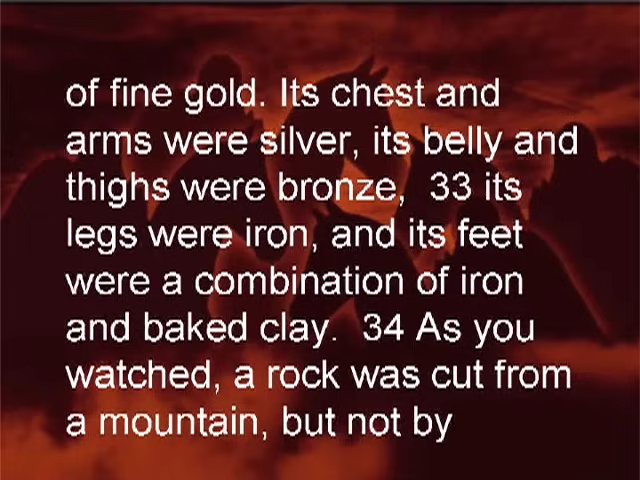 of fine gold. Its chest and
arms were silver, its belly and
thighs were bronze,  33 its
legs were iron, and its feet
were a combination of iron
and baked clay.  34 As you
watched, a rock was cut from
a mountain, but not by